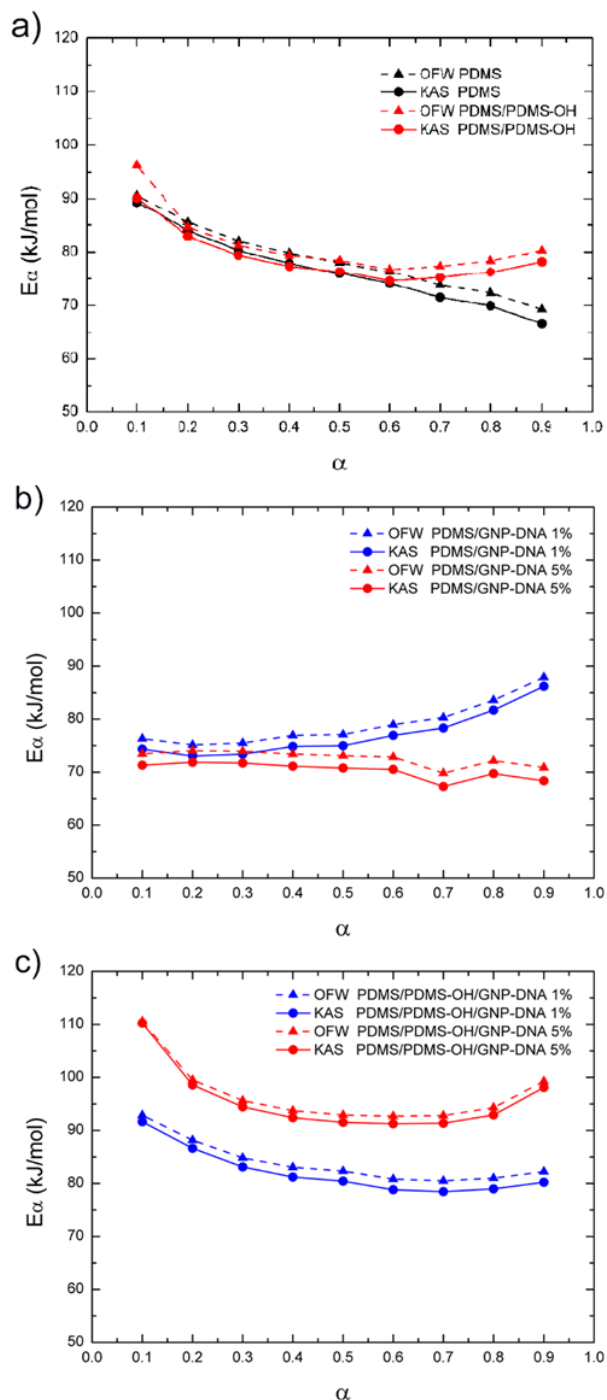 a)
120
110
100
90
80
70
60
50
Eα (kJ/mol)
OFW PDMS
KAS PDMS
OFW PDMS/PDMS-OH
KAS PDMS/PDMS-OH
0.0 0.1 0.2 0.3 0.4 0.5 0.6 0.7 0.8 0.9 1.0
α
b)
120
110
100
90
80
70
60
50
Eα (kJ/mol)
OFW PDMS/GNP-DNA 1%
KAS PDMS/GNP-DNA 1%
OFW PDMS/GNP-DNA 5%
KAS PDMS/GNP-DNA 5%
0.0 0.1 0.2 0.3 0.4 0.5 0.6 0.7 0.8 0.9 1.0
α
c)
120
110
100
90
80
70
60
50
Eα (kJ/mol)
OFW PDMS/PDMS-OH/GNP-DNA 1%
KAS PDMS/PDMS-OH/GNP-DNA 1%
OFW PDMS/PDMS-OH/GNP-DNA 5%
KAS PDMS/PDMS-OH/GNP-DNA 5%
0.0 0.1 0.2 0.3 0.4 0.5 0.6 0.7 0.8 0.9 1.0
α